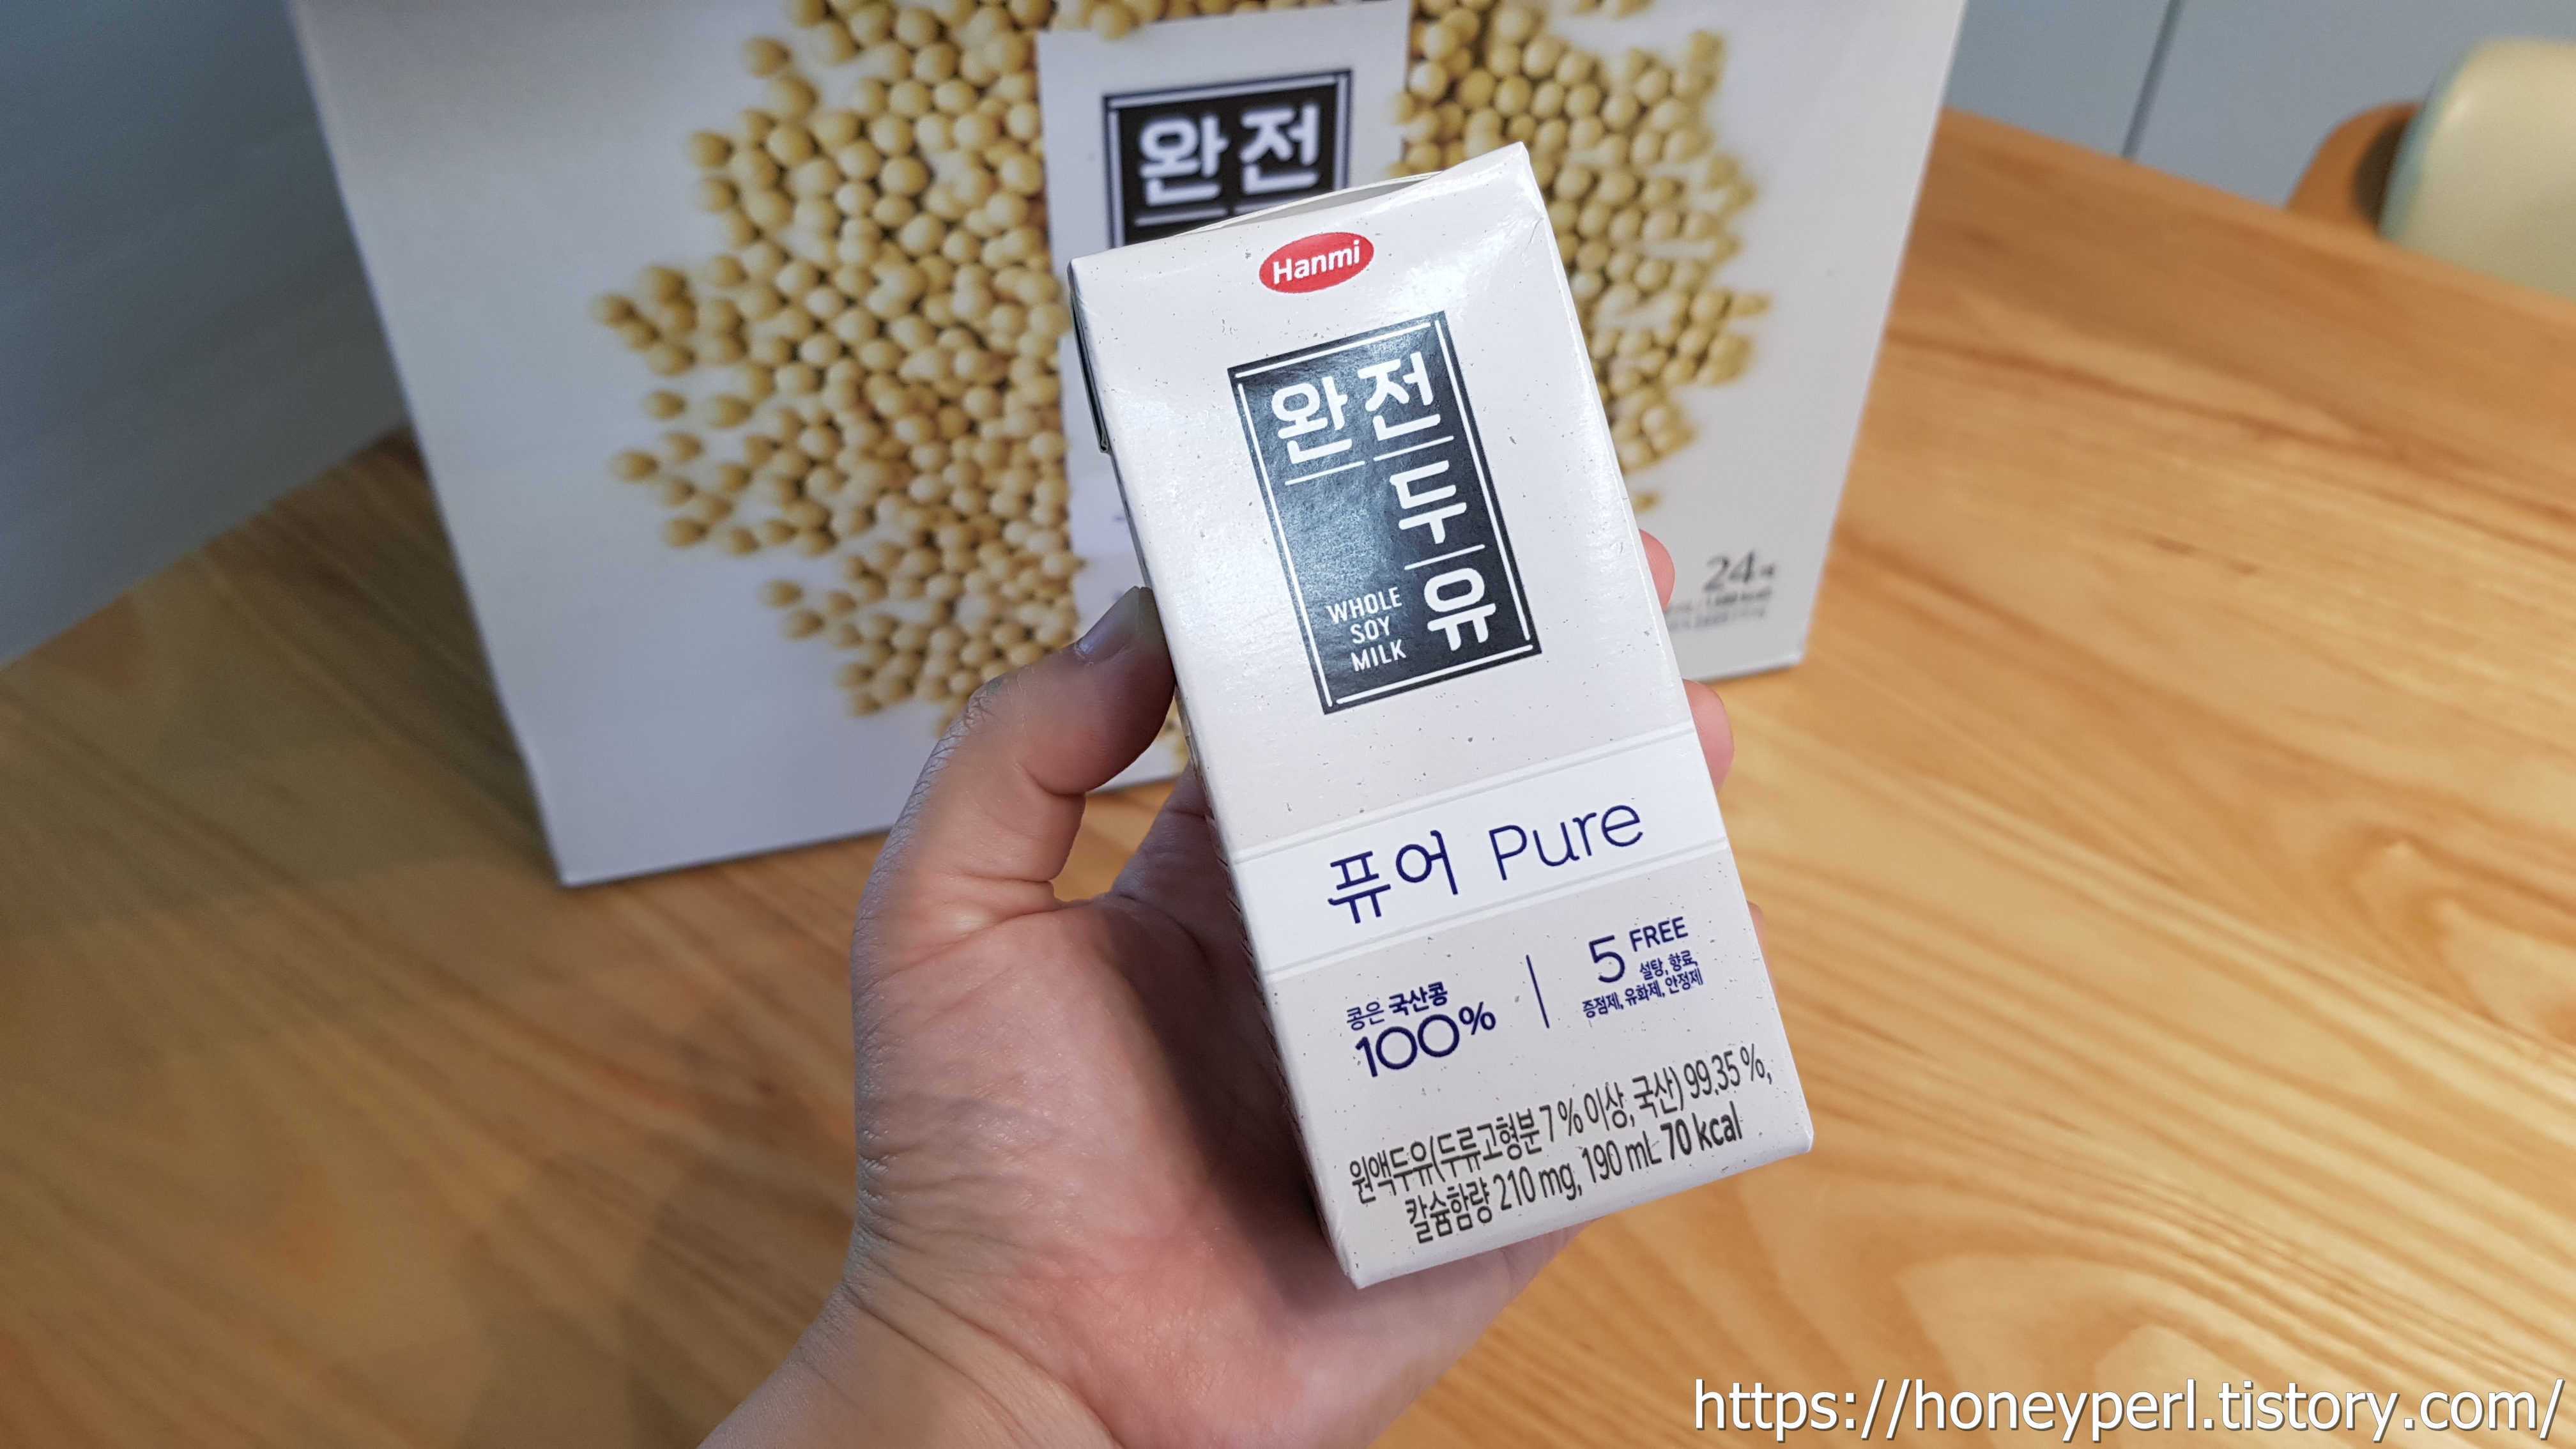 완전
Hanmi
완전
두
유
WHOLE
SOY
MILK
퓨어 Pure
콩은 국산콩
100%
5 FREE
설탕, 향료,
증점제, 유화제, 안정제
원액두유(두류고형분 7 % 이상, 국산) 99.35 %,
칼슘함량 210 mg, 190 mL 70 kcal
24
https://honeyperl.tistory.com/